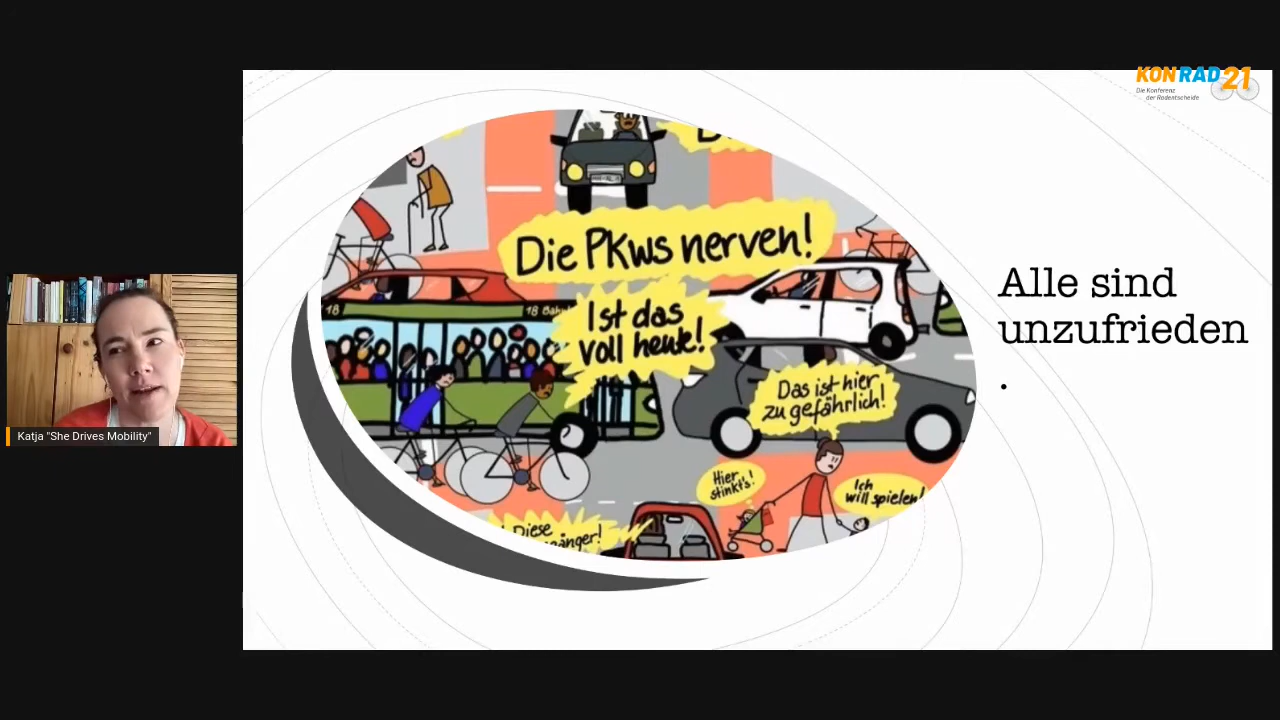 KONRAD21
Die Konferenz
der Radentscheide
Die PKws nerven!
Ist das
voll heute!
18
18 Bahn
Das ist hier
zu gefährlich!
Hier
stinkt's!
Ich
will spielen!
Diese
Alle sind
unzufrieden
.
Katja "She Drives Mobility"